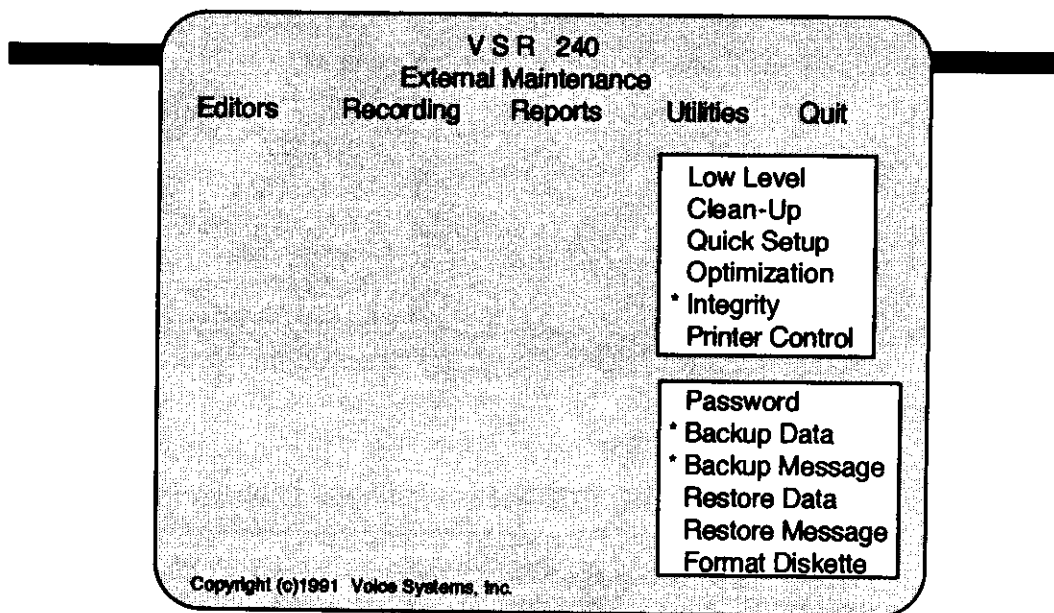 V S R 240
External Maintenance
Editors Recording Reports Utilities Quit
Low Level
Clean-Up
Quick Setup
Optimization
* Integrity
Printer Control
Password
* Backup Data
* Backup Message
Restore Data
Restore Message
Format Diskette
Copyright (c)1991 Voice Systems, Inc.